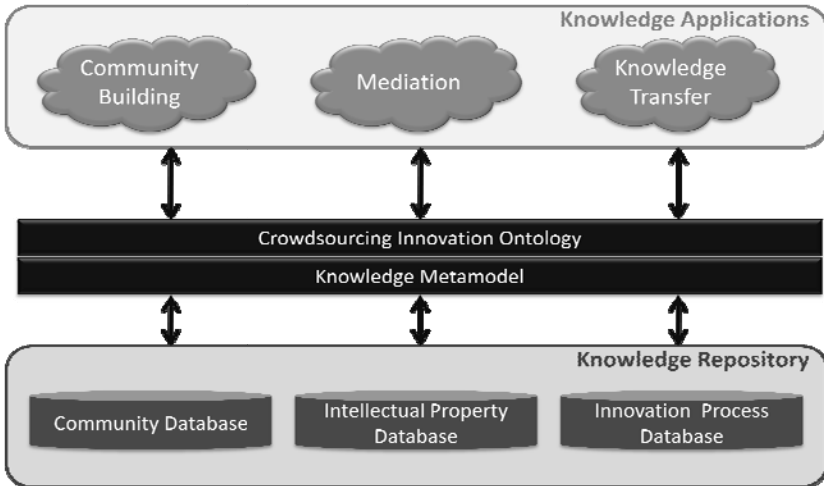 Knowledge Applications
Community
Building
Mediation
Knowledge
Transfer
Crowdsourcing Innovation Ontology
Knowledge Metamodel
Knowledge Repository
Community Database
Intellectual Property
Database
Innovation Process
Database